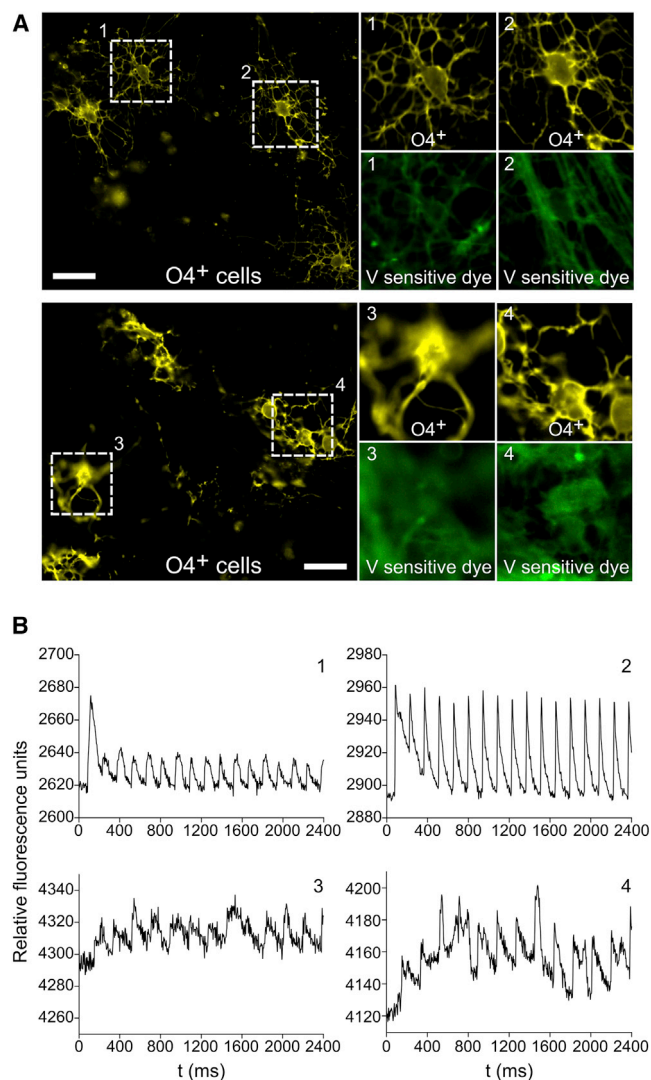 A
1
2
O4+ cells
1
2
O4+
O4+
1
2
V sensitive dye
V sensitive dye
3
4
O4+ cells
3
4
O4+
O4+
3
4
V sensitive dye
V sensitive dye
B
Relative fluorescence units
1
2700
2680
2660
2640
2620
2600
0 400 800 1200 1600 2000 2400
2
2980
2960
2940
2920
2900
2880
0 400 800 1200 1600 2000 2400
3
4340
4320
4300
4280
4260
0 400 800 1200 1600 2000 2400
t (ms)
4
4200
4180
4160
4140
4120
0 400 800 1200 1600 2000 2400
t (ms)